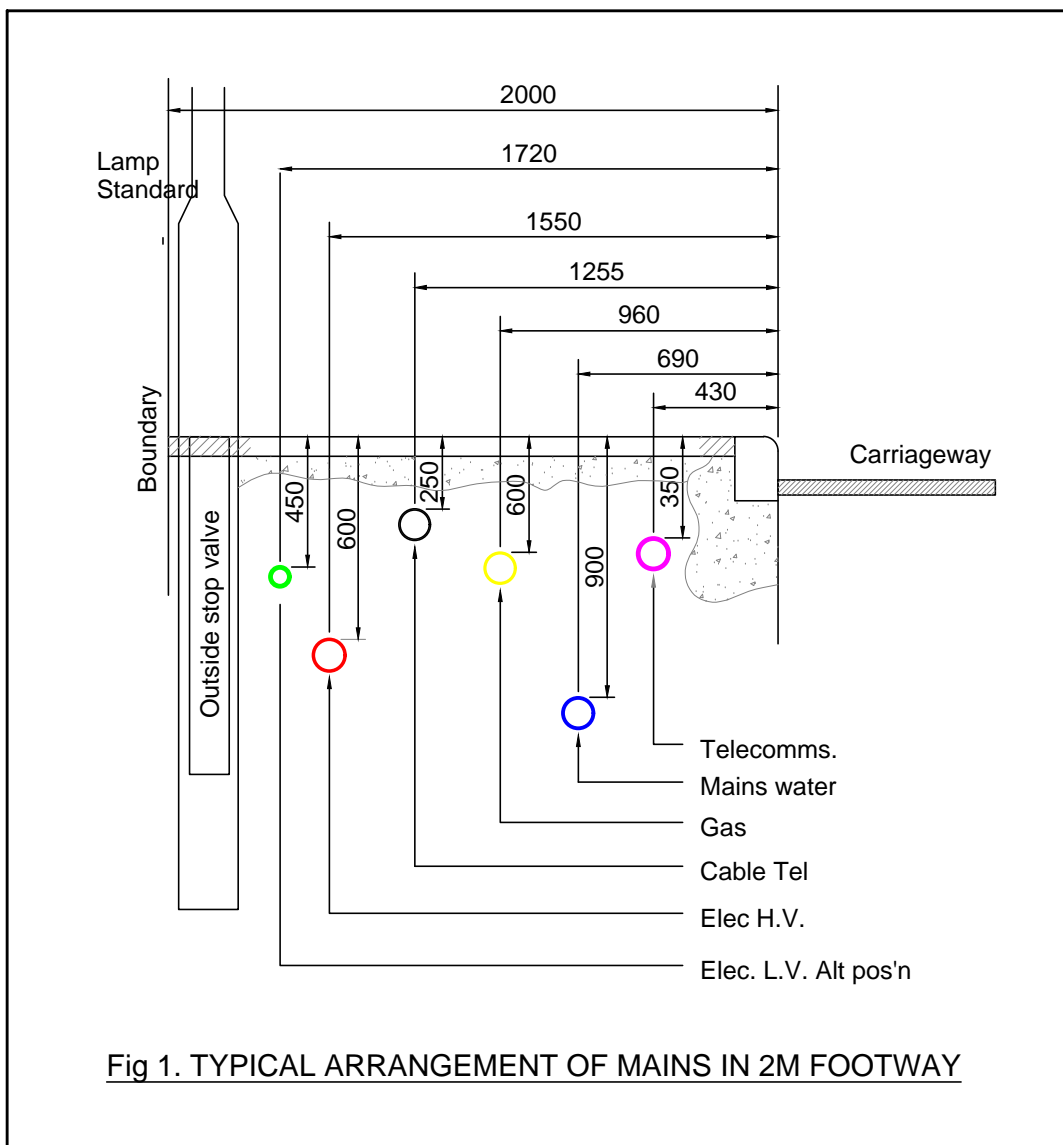 2000
1720
Lamp
Standard
1550
1255
960
690
430
Boundary
Carriageway
450
600
250
600
900
350
Outside stop valve
Telecomms.
Mains water
Gas
Cable Tel
Elec H.V.
Elec. L.V. Alt pos'n
Fig 1. TYPICAL ARRANGEMENT OF MAINS IN 2M FOOTWAY